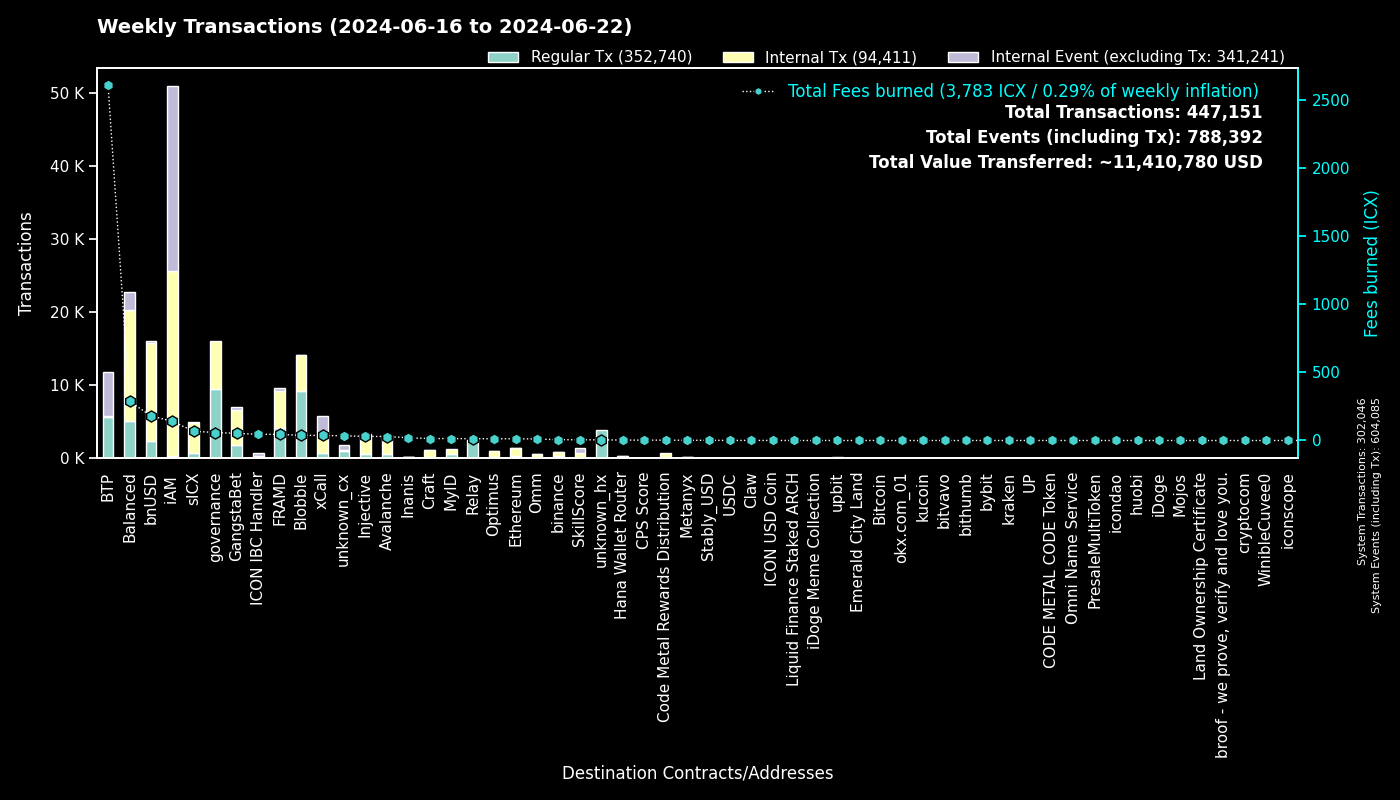 Weekly Transactions (2024-06-16 to 2024-06-22)
Regular Tx (352,740)
Internal Tx (94,411)
Internal Event (excluding Tx: 341,241)
Total Fees burned (3,783 ICX / 0.29% of weekly inflation)
Total Transactions: 447,151
Total Events (including Tx): 788,392
Total Value Transferred: ~11,410,780 USD
Transactions
50 K
40 K
30 K
20 K
10 K
0 K
2500
2000
1500
1000
500
0
Fees burned (ICX)
System Transactions: 302,046
System Events (including Tx): 604,085
BTP
Balanced
bnUSD
iAM
sICX
governance
GangstaBet
ICON IBC Handler
FRAMD
Blobble
xCall
unknown_cx
Injective
Avalanche
Inanis
Craft
MyID
Relay
Optimus
Ethereum
Omm
binance
SkillScore
unknown_hx
Hana Wallet Router
CPS Score
Code Metal Rewards Distribution
Metanyx
Stably_USD
USDC
Claw
ICON USD Coin
Liquid Finance Staked ARCH
iDoge Meme Collection
upbit
Emerald City Land
Bitcoin
okx.com_01
kucoin
bitvavo
bithumb
bybit
kraken
UP
CODE METAL CODE Token
Omni Name Service
PresaleMultiToken
icondao
huobi
iDoge
Mojos
Land Ownership Certificate
broof - we prove, verify and love you.
cryptocom
WinibleCuvee0
iconscope
Destination Contracts/Addresses